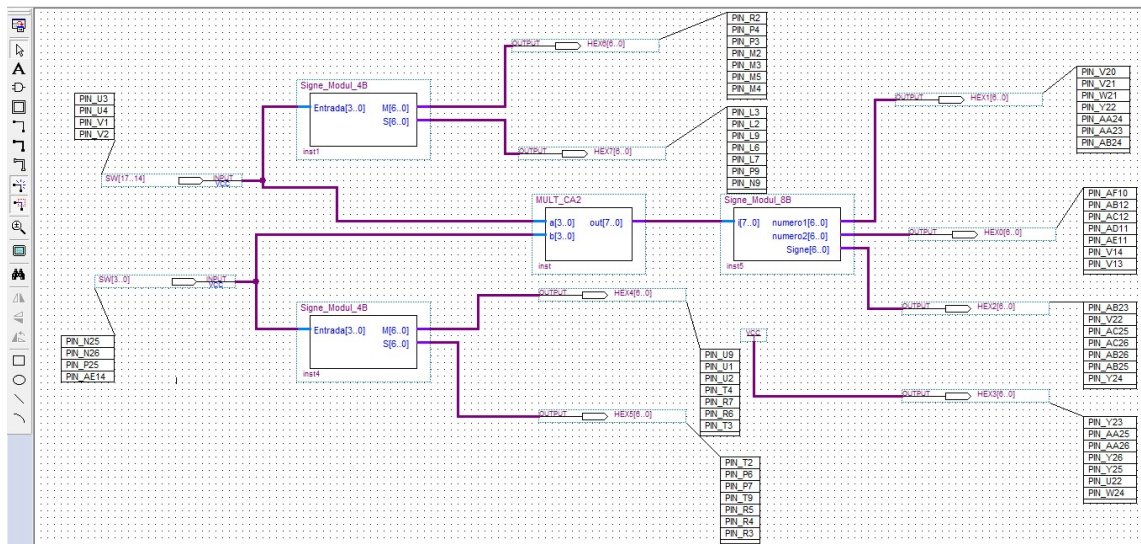 PIN_R2
PIN_P4
PIN_P3
PIN_M2
PIN_M3
PIN_M5
PIN_M4
OUTPUT
HEX6[6..0]
PIN_V20
PIN_V21
PIN_W21
PIN_Y22
PIN_AA24
PIN_AA23
PIN_AB24
OUTPUT
HEX1[6..0]
PIN_U3
PIN_U4
PIN_V1
PIN_V2
Signe_Modul_4B
Entrada[3..0]
M[6..0]
S[6..0]
inst1
PIN_L3
PIN_L2
PIN_L9
PIN_L6
PIN_L7
PIN_P9
PIN_N9
OUTPUT
HEX7[6..0]
SW[17..14]
INPUT
VCC
MULT_CA2
a[3..0]
out[7..0]
b[3..0]
inst
Signe_Modul_8B
i[7..0]
numero1[6..0]
numero2[6..0]
Signe[6..0]
inst5
PIN_AF10
PIN_AB12
PIN_AC12
PIN_AD11
PIN_AE11
PIN_V14
PIN_V13
OUTPUT
HEX0[6..0]
SW[3..0]
INPUT
VCC
OUTPUT
HEX4[6..0]
Signe_Modul_4B
Entrada[3..0]
M[6..0]
S[6..0]
inst4
OUTPUT
HEX2[6..0]
PIN_AB23
PIN_V22
PIN_AC25
PIN_AC26
PIN_AB26
PIN_AB25
PIN_Y24
PIN_N25
PIN_N26
PIN_P25
PIN_AE14
VCC
PIN_U9
PIN_U1
PIN_U2
PIN_T4
PIN_R7
PIN_R6
PIN_T3
OUTPUT
HEX3[6..0]
OUTPUT
HEX5[6..0]
PIN_Y23
PIN_AA25
PIN_AA26
PIN_Y26
PIN_Y25
PIN_U22
PIN_W24
PIN_T2
PIN_P6
PIN_P7
PIN_T9
PIN_R5
PIN_R4
PIN_R3